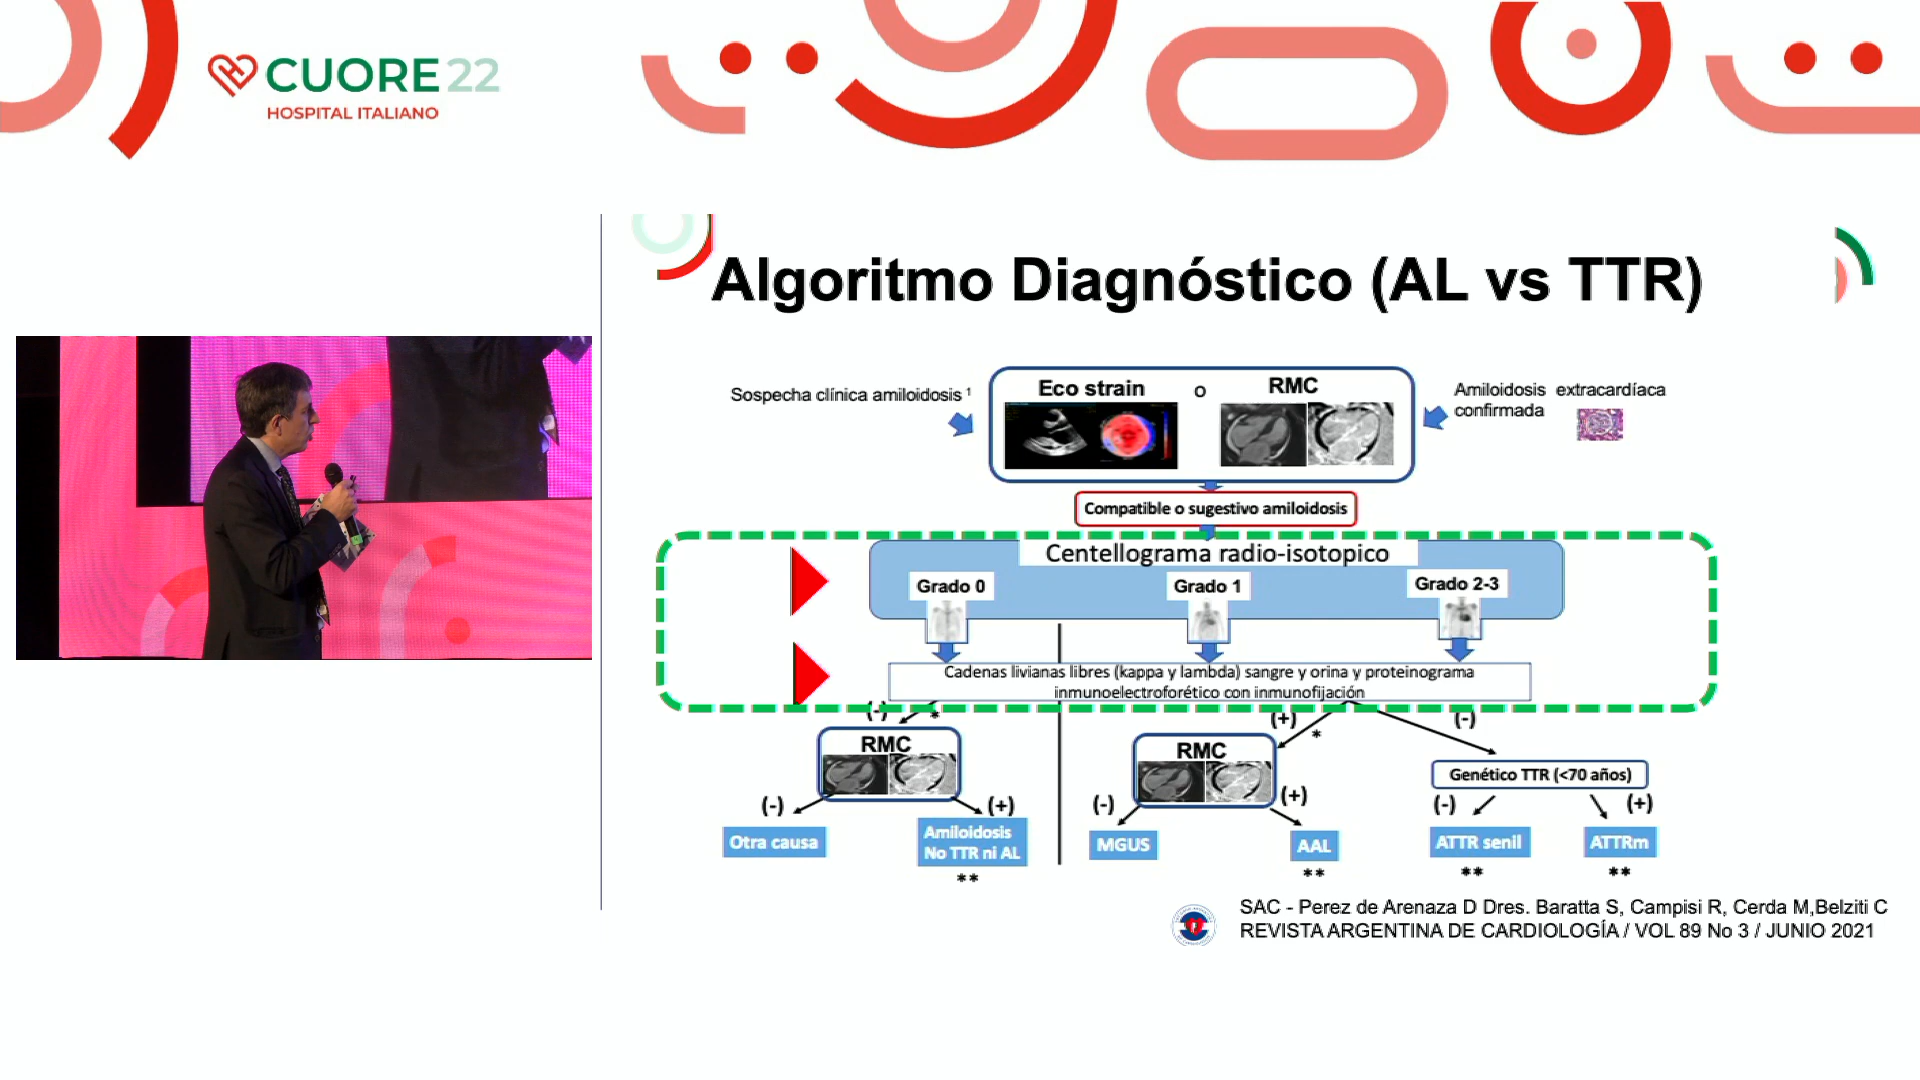 CUORE 22
HOSPITAL ITALIANO
Algoritmo Diagnóstico (AL vs TTR)
Sospecha clínica amiloidosis ¹
Eco strain
o
RMC
Amiloidosis extracardíaca
confirmada
Compatible o sugestivo amiloidosis
Centellograma radio-isotopico
Grado 0
Grado 1
Grado 2-3
Cadenas livianas libres (kappa y lambda) sangre y orina y proteinograma
inmunoelectroforético con inmunofijación
(-)
*
(+)
*
(-)
RMC
RMC
Genético TTR (<70 años)
(-)
(+)
(-)
(+)
(-)
(+)
Otra causa
Amiloidosis
No TTR ni AL
**
MGUS
AAL
**
ATTR senil
**
ATTRm
**
SAC - Perez de Arenaza D Dres. Baratta S, Campisi R, Cerda M,Belziti C
REVISTA ARGENTINA DE CARDIOLOGÍA / VOL 89 No 3 / JUNIO 2021